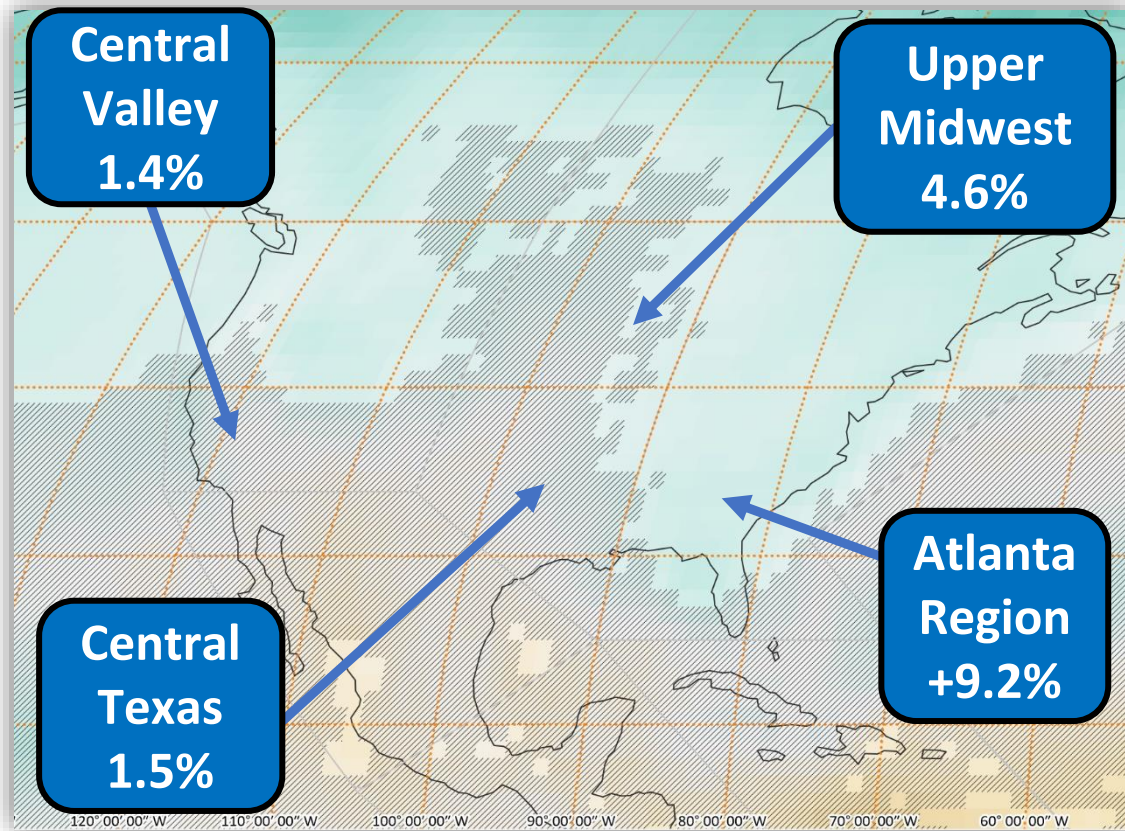 Central
Valley
1.4%
Upper
Midwest
4.6%
Central
Texas
1.5%
Atlanta
Region
+9.2%
120° 00' 00" W 110° 00' 00" W 100° 00' 00" W 90° 00' 00" W 80° 00' 00" W 70° 00' 00" W 60° 00' 00" W